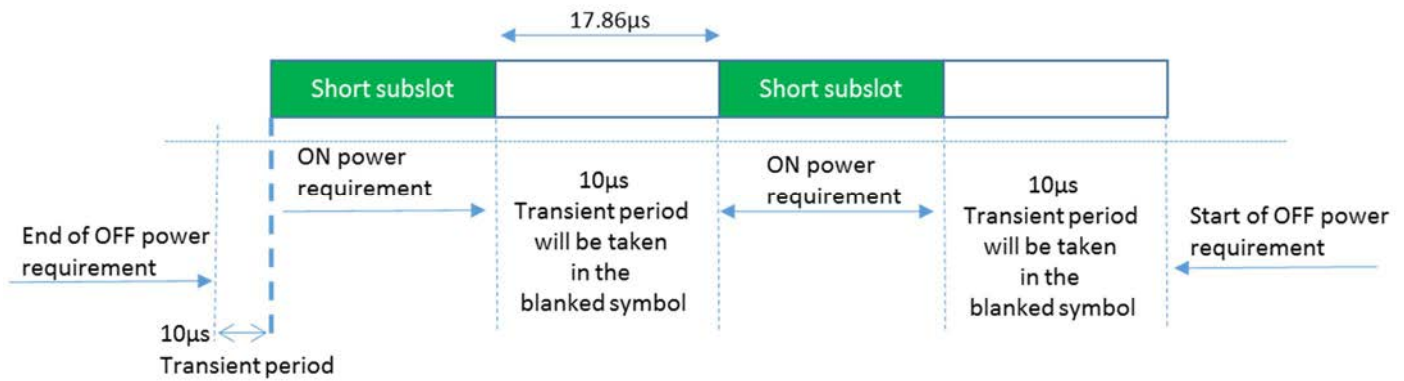 17.86µs
Short subslot
Short subslot
ON power
requirement
10µs
Transient period
will be taken
in the
blanked symbol
ON power
requirement
10µs
Transient period
will be taken
in the
blanked symbol
End of OFF power
requirement
Start of OFF power
requirement
10µs
Transient period